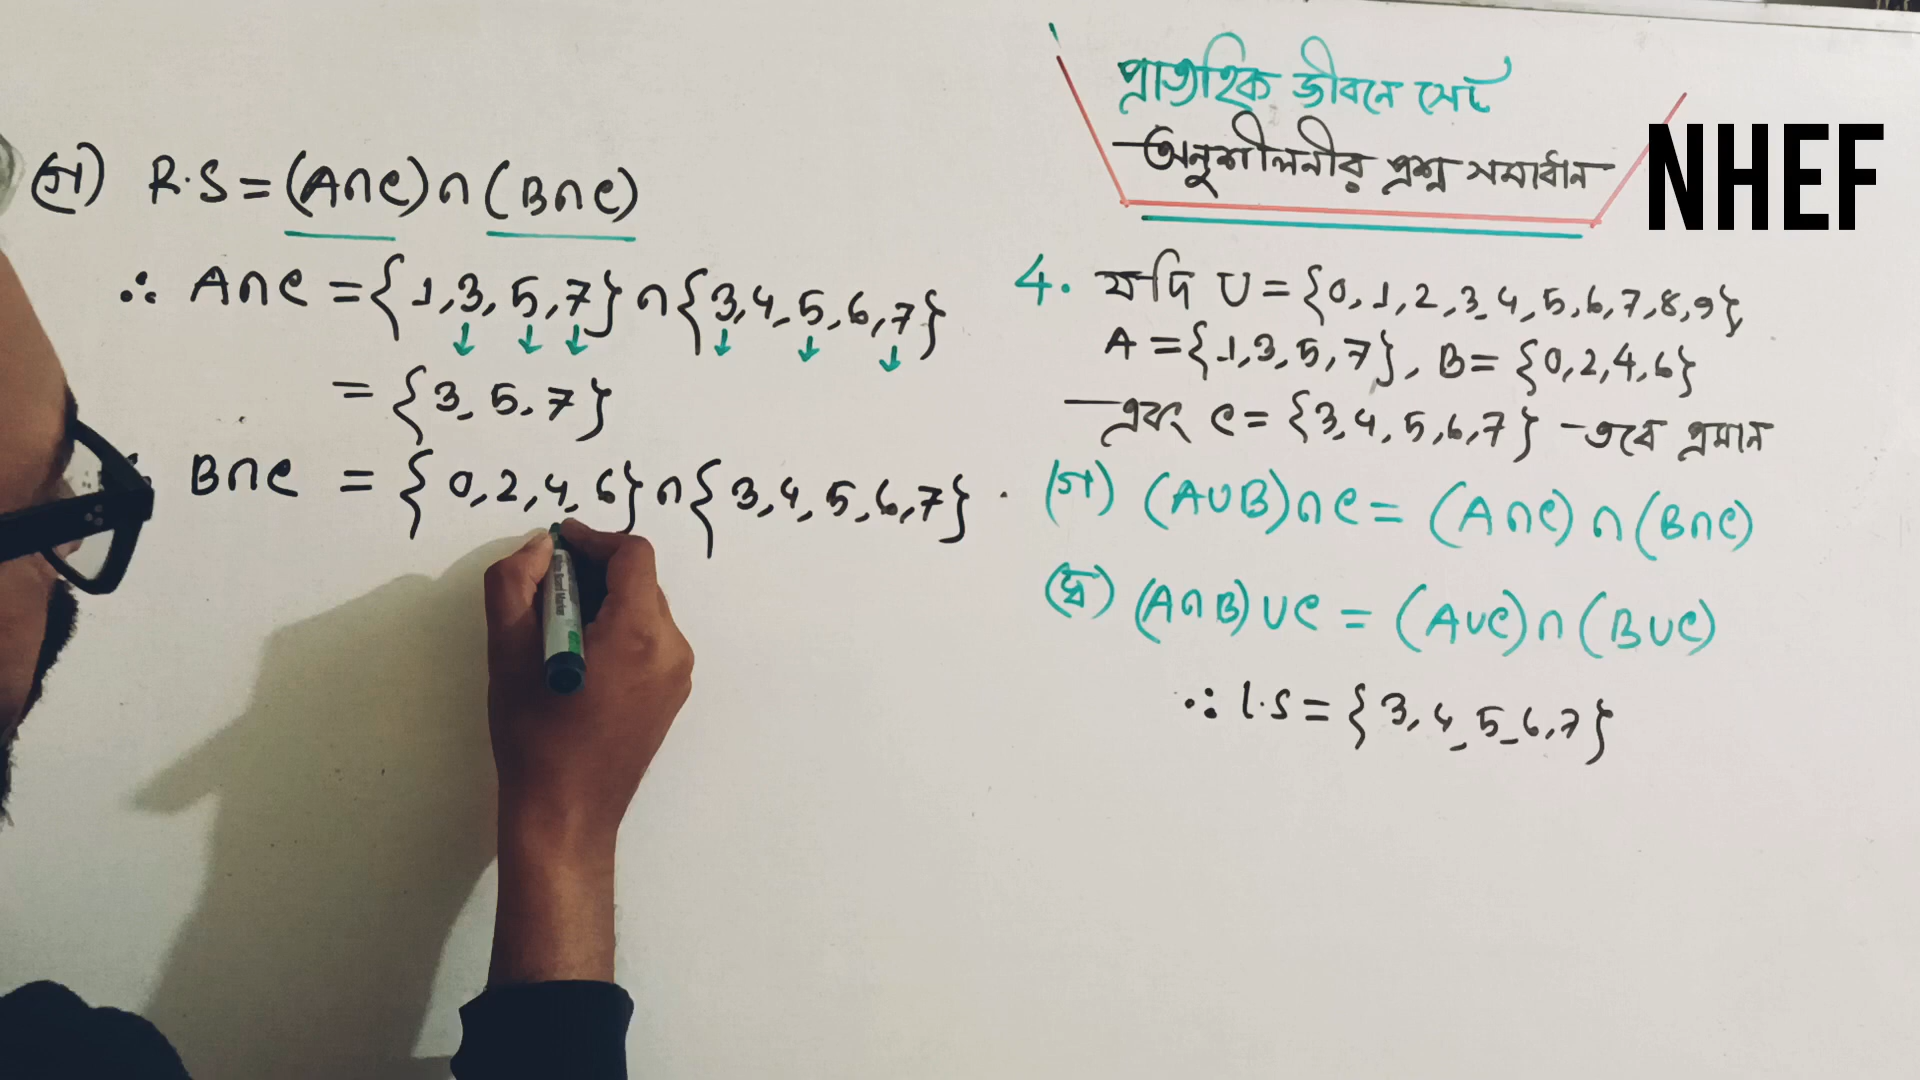 প্রাত্যহিক জীবনে সেট
অনুশীলনীর প্রশ্ন সমাধান
NHEF
(গ) R.S = (A∩C) ∩ (B∩C)
∴ A∩C = {1,3,5,7} ∩ {3,4,5,6,7}
= {3,5,7}
B∩C = {0,2,4,6} ∩ {3,4,5,6,7}
4. যদি U = {0,1,2,3,4,5,6,7,8,9},
A = {1,3,5,7}, B = {0,2,4,6}
এবং C = {3,4,5,6,7} তবে প্রমান
(গ) (A∪B)∩C = (A∩C) ∩ (B∩C)
(ঘ) (A∩B)∪C = (A∪C) ∩ (B∪C)
∴ L.S = {3,4,5,6,7}